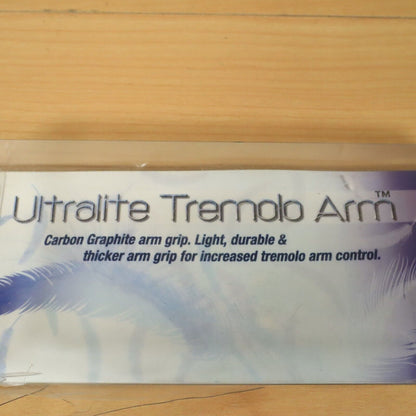 Ultralite Tremolo Arm™
Carbon Graphite arm grip. Light, durable &
thicker arm grip for increased tremolo arm control.